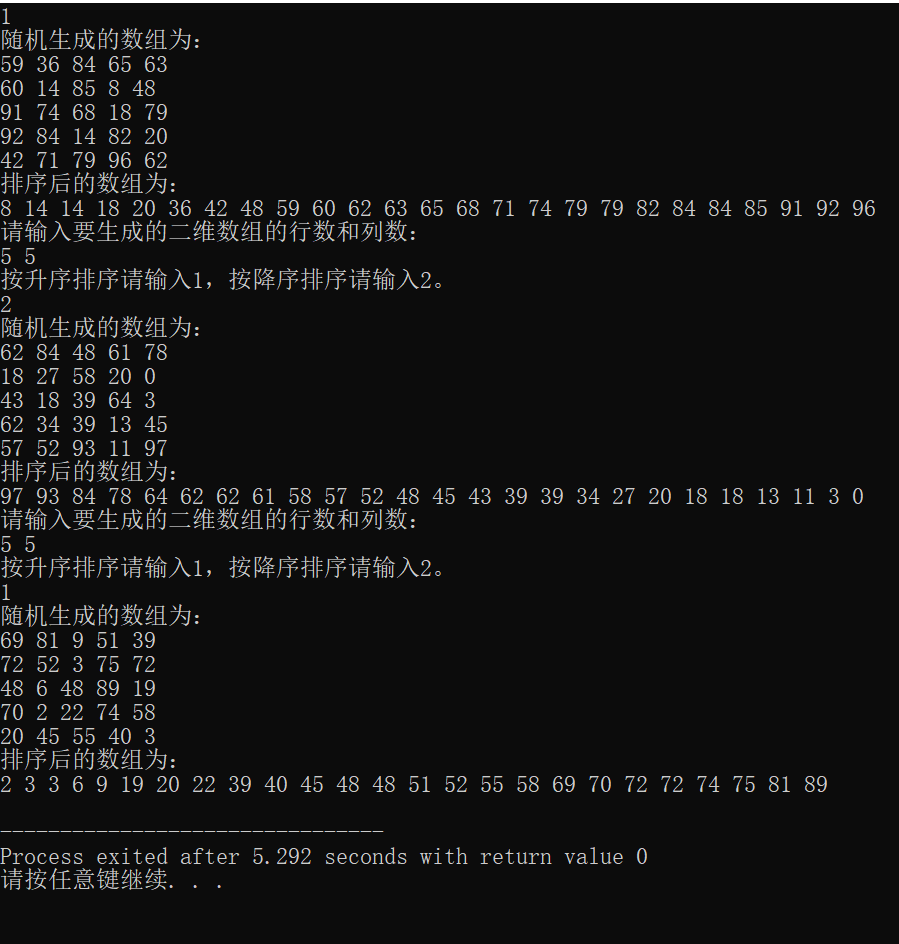 1
随机生成的数组为：
59 36 84 65 63
60 14 85 8 48
91 74 68 18 79
92 84 14 82 20
42 71 79 96 62
排序后的数组为：
8 14 14 18 20 36 42 48 59 60 62 63 65 68 71 74 79 79 82 84 84 85 91 92 96
请输入要生成的二维数组的行数和列数：
5 5
按升序排序请输入1，按降序排序请输入2。
2
随机生成的数组为：
62 84 48 61 78
18 27 58 20 0
43 18 39 64 3
62 34 39 13 45
57 52 93 11 97
排序后的数组为：
97 93 84 78 64 62 62 61 58 57 52 48 45 43 39 39 34 27 20 18 18 13 11 3 0
请输入要生成的二维数组的行数和列数：
5 5
按升序排序请输入1，按降序排序请输入2。
1
随机生成的数组为：
69 81 9 51 39
72 52 3 75 72
48 6 48 89 19
70 2 22 74 58
20 45 55 40 3
排序后的数组为：
2 3 3 6 9 19 20 22 39 40 45 48 48 51 52 55 58 69 70 72 72 74 75 81 89
--------------------------------
Process exited after 5.292 seconds with return value 0
请按任意键继续. . .